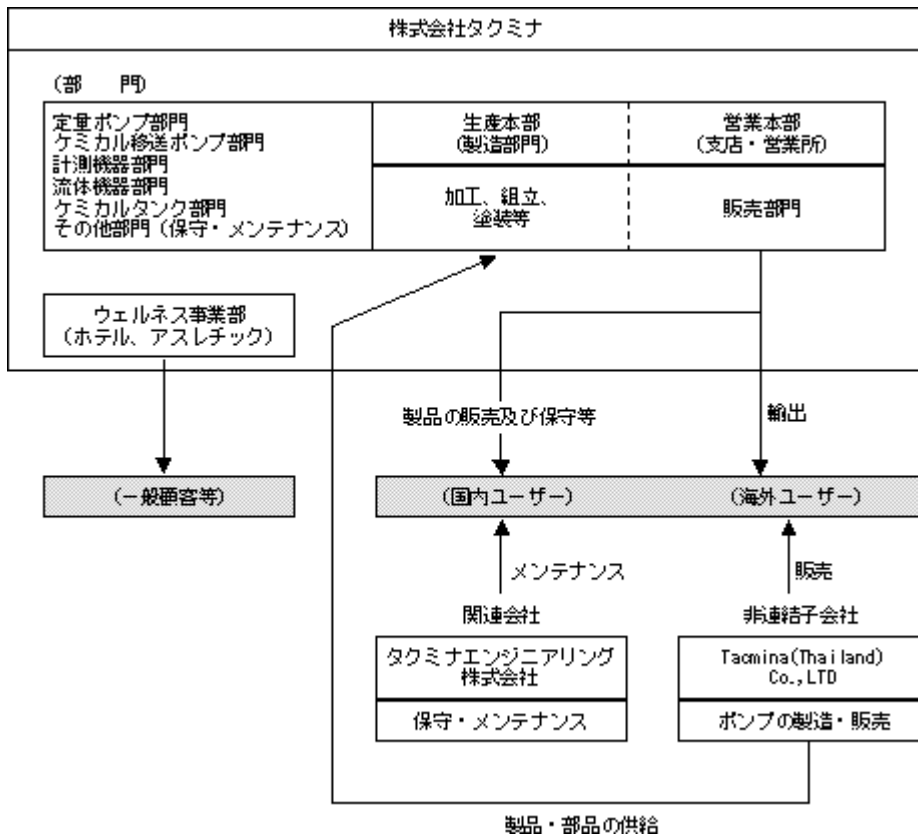 株式会社タクミナ
(部　　門)
定量ポンプ部門
ケミカル移送ポンプ部門
計測機器部門
流体機器部門
ケミカルタンク部門
その他部門(保守・メンテナンス)
生産本部
(製造部門)
営業本部
(支店・営業所)
加工、組立、
塗装等
販売部門
ウェルネス事業部
(ホテル、アスレチック)
製品の販売及び保守等
輸出
(一般顧客等)
(国内ユーザー)
(海外ユーザー)
メンテナンス
販売
関連会社
非連結子会社
タクミナエンジニアリング
株式会社
Tacmina(Thailand)
Co.,LTD
保守・メンテナンス
ポンプの製造・販売
製品・部品の供給